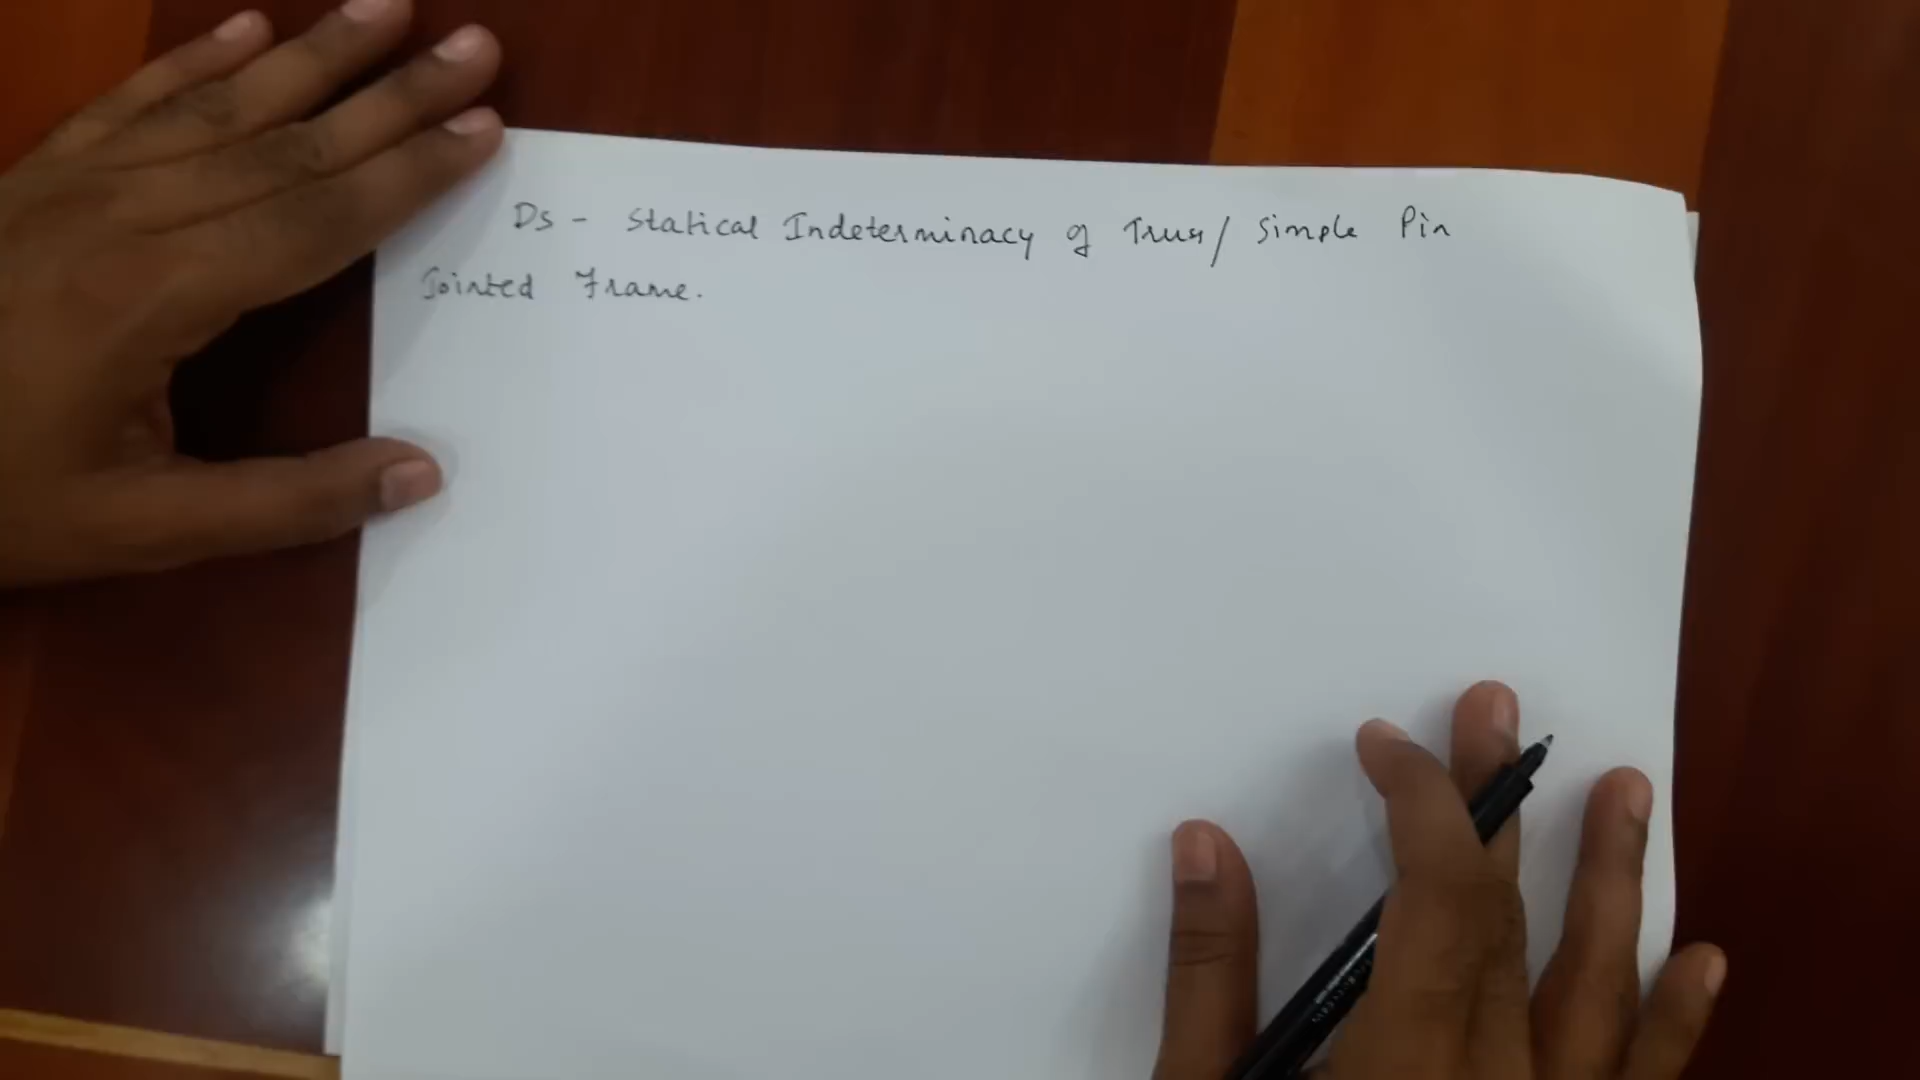 Ds - Statical Indeterminacy of Truss/ Simple Pin
Jointed Frame.